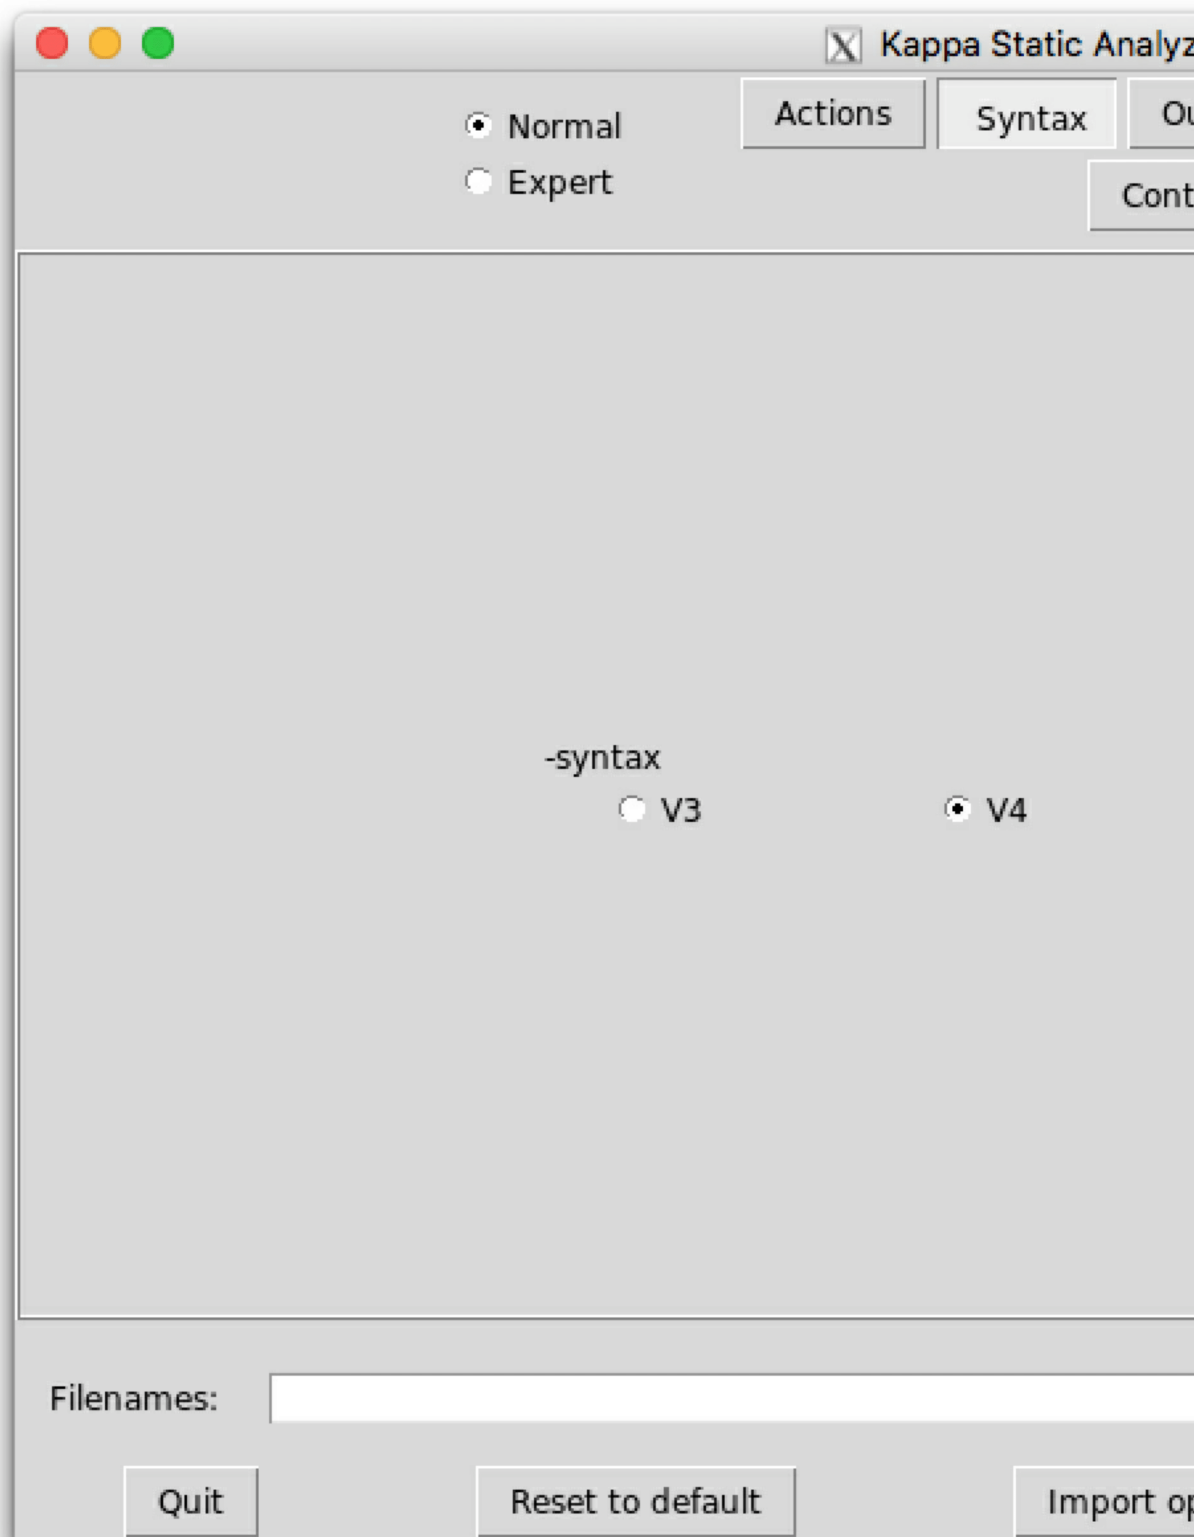 Kappa Static Analyz
Normal
Actions
Syntax
Ou
Expert
Cont
-syntax
V3
V4
Filenames:
Quit
Reset to default
Import op